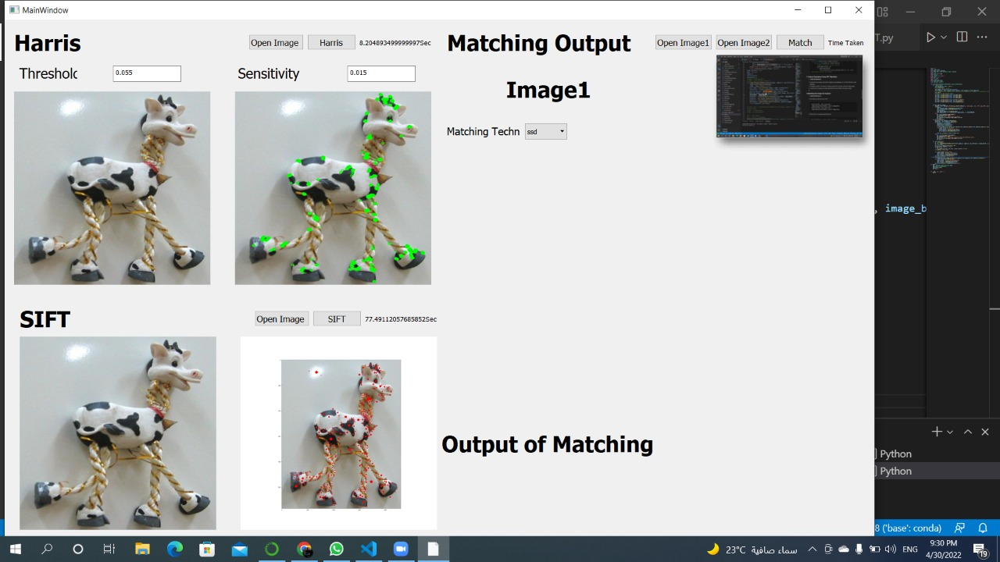 MainWindow
Harris
Open Image
Harris
8.204893499999997Sec
Threshold
0.055
Sensitivity
0.015
SIFT
Open Image
SIFT
77.49112057685852Sec
Matching Output
Open Image1
Open Image2
Match
Time Taken
Image1
Matching Techn
ssd
Output of Matching
T.py
, image_b
Python
Python
8 ('base': conda)
23°C سماء صافية
ENG
9:30 PM
4/30/2022
19